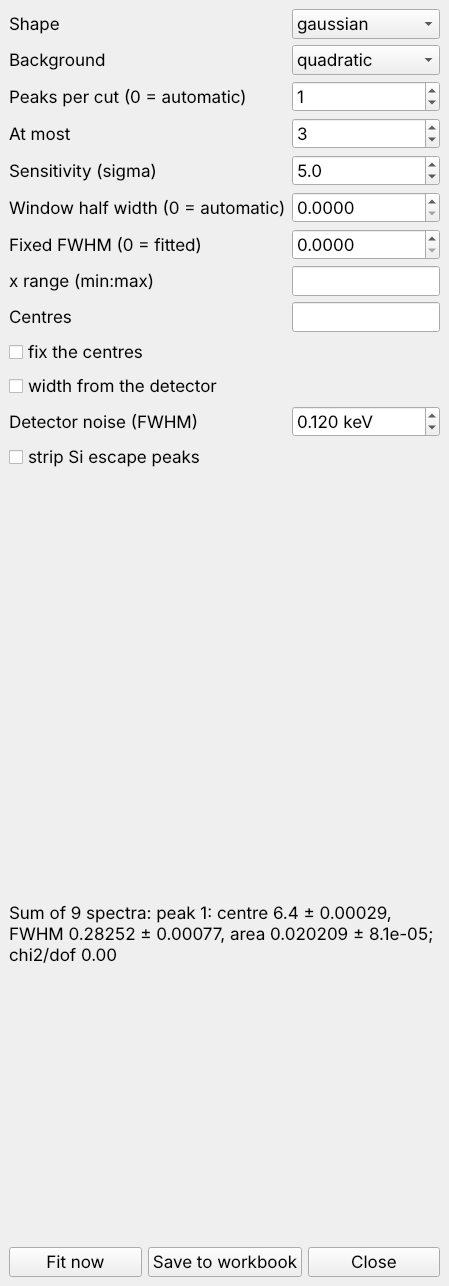 Shape gaussian
Background quadratic
Peaks per cut (0 = automatic) 1
At most 3
Sensitivity (sigma) 5.0
Window half width (0 = automatic) 0.0000
Fixed FWHM (0 = fitted) 0.0000
x range (min:max)
Centres
fix the centres
width from the detector
Detector noise (FWHM) 0.120 keV
strip Si escape peaks
Sum of 9 spectra: peak 1: centre 6.4 ± 0.00029,
FWHM 0.28252 ± 0.00077, area 0.020209 ± 8.1e-05;
chi2/dof 0.00
Fit now Save to workbook Close